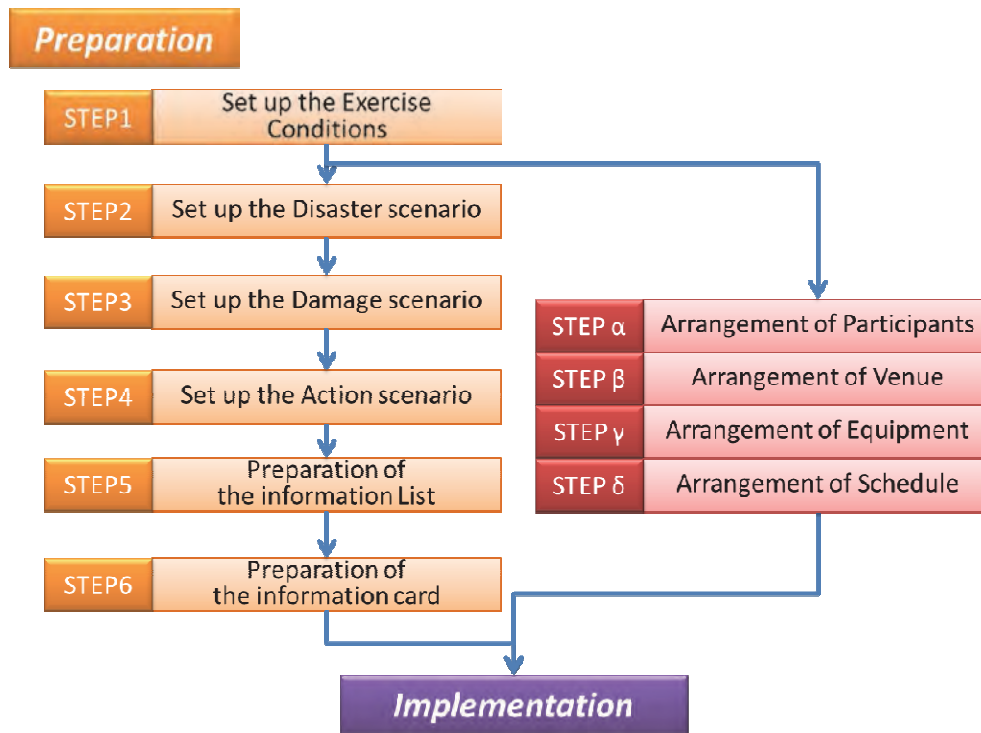 Preparation
STEP1
Set up the Exercise
Conditions
STEP2
Set up the Disaster scenario
STEP3
Set up the Damage scenario
STEP4
Set up the Action scenario
STEP5
Preparation of
the information List
STEP6
Preparation of
the information card
STEP α
Arrangement of Participants
STEP β
Arrangement of Venue
STEP γ
Arrangement of Equipment
STEP δ
Arrangement of Schedule
Implementation